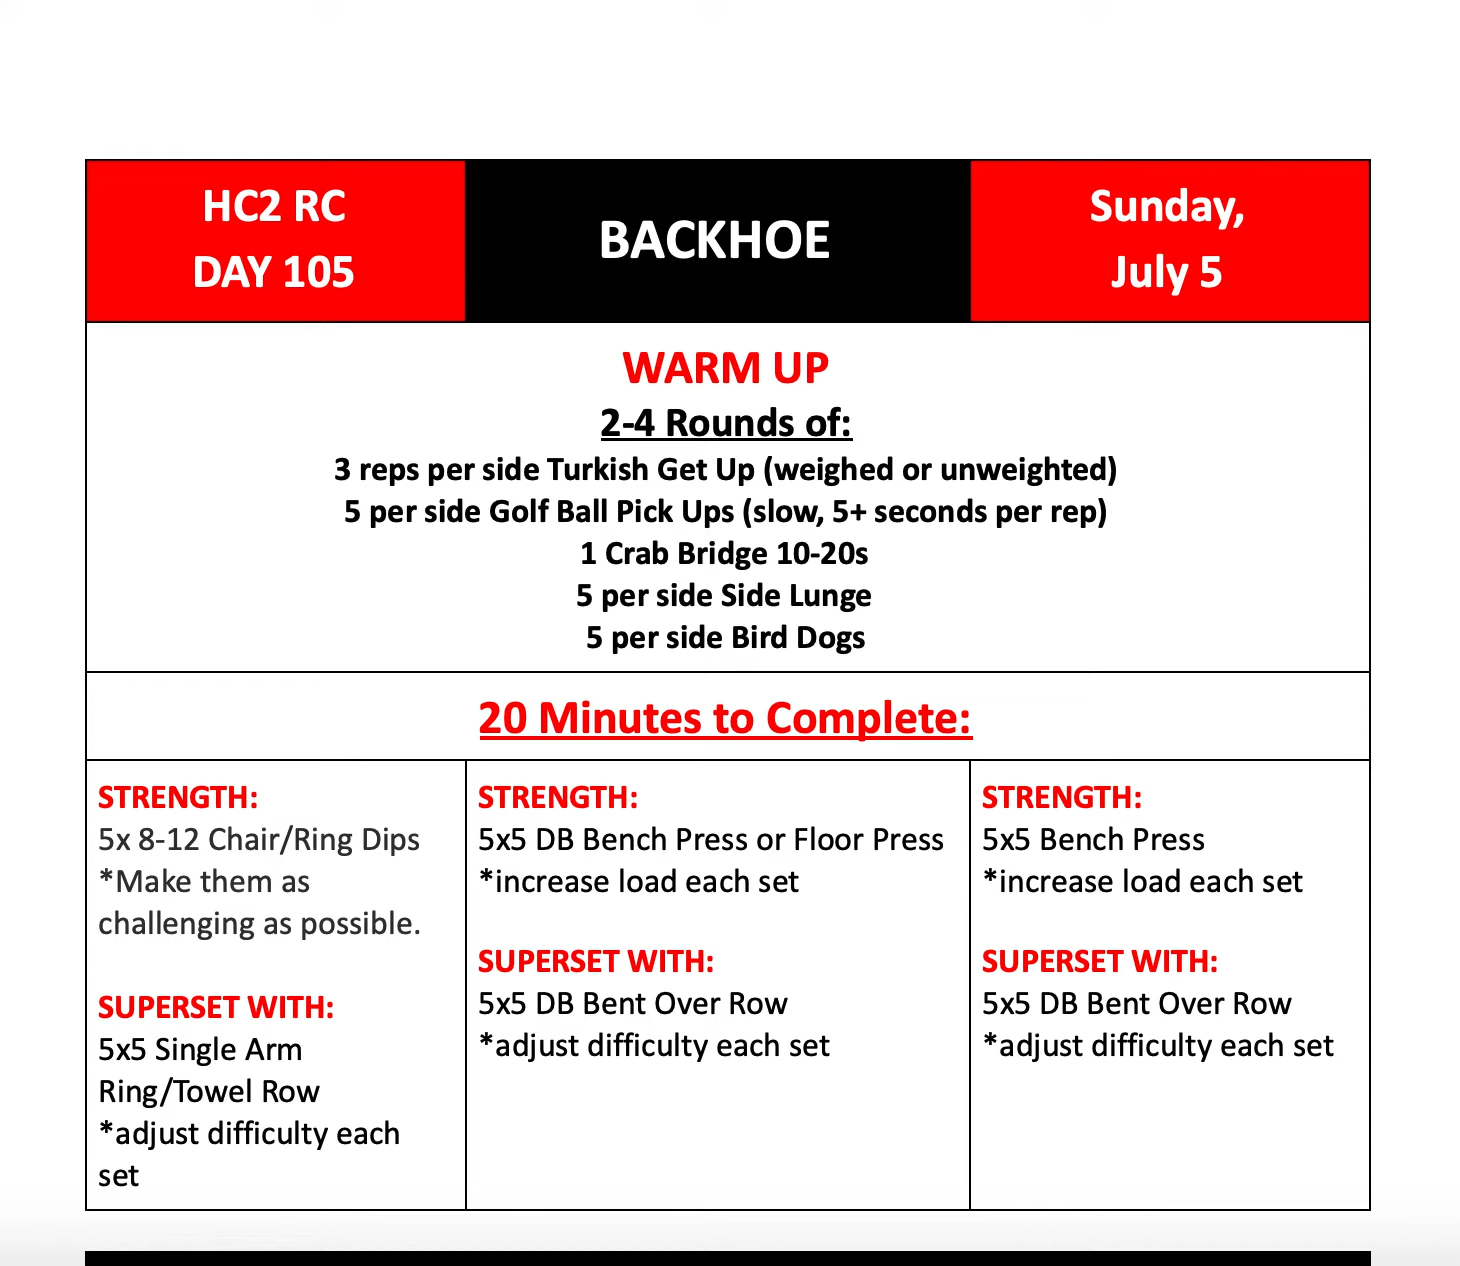 HC2 RC
DAY 105
BACKHOE
Sunday,
July 5
WARM UP
2-4 Rounds of:
3 reps per side Turkish Get Up (weighed or unweighted)
5 per side Golf Ball Pick Ups (slow, 5+ seconds per rep)
1 Crab Bridge 10-20s
5 per side Side Lunge
5 per side Bird Dogs
20 Minutes to Complete:
STRENGTH:
5x 8-12 Chair/Ring Dips
*Make them as
challenging as possible.
SUPERSET WITH:
5x5 Single Arm
Ring/Towel Row
*adjust difficulty each
set
STRENGTH:
5x5 DB Bench Press or Floor Press
*increase load each set
SUPERSET WITH:
5x5 DB Bent Over Row
*adjust difficulty each set
STRENGTH:
5x5 Bench Press
*increase load each set
SUPERSET WITH:
5x5 DB Bent Over Row
*adjust difficulty each set